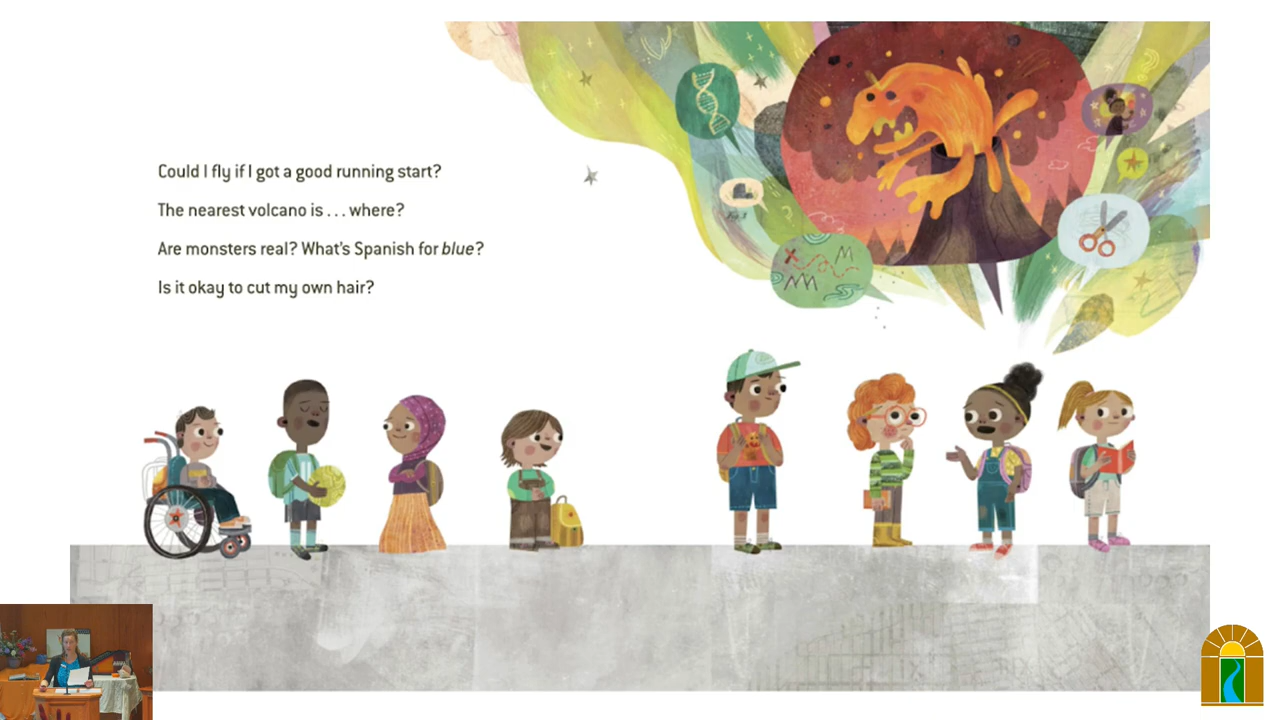 Could I fly if I got a good running start?
The nearest volcano is . . . where?
Are monsters real? What's Spanish for blue?
Is it okay to cut my own hair?